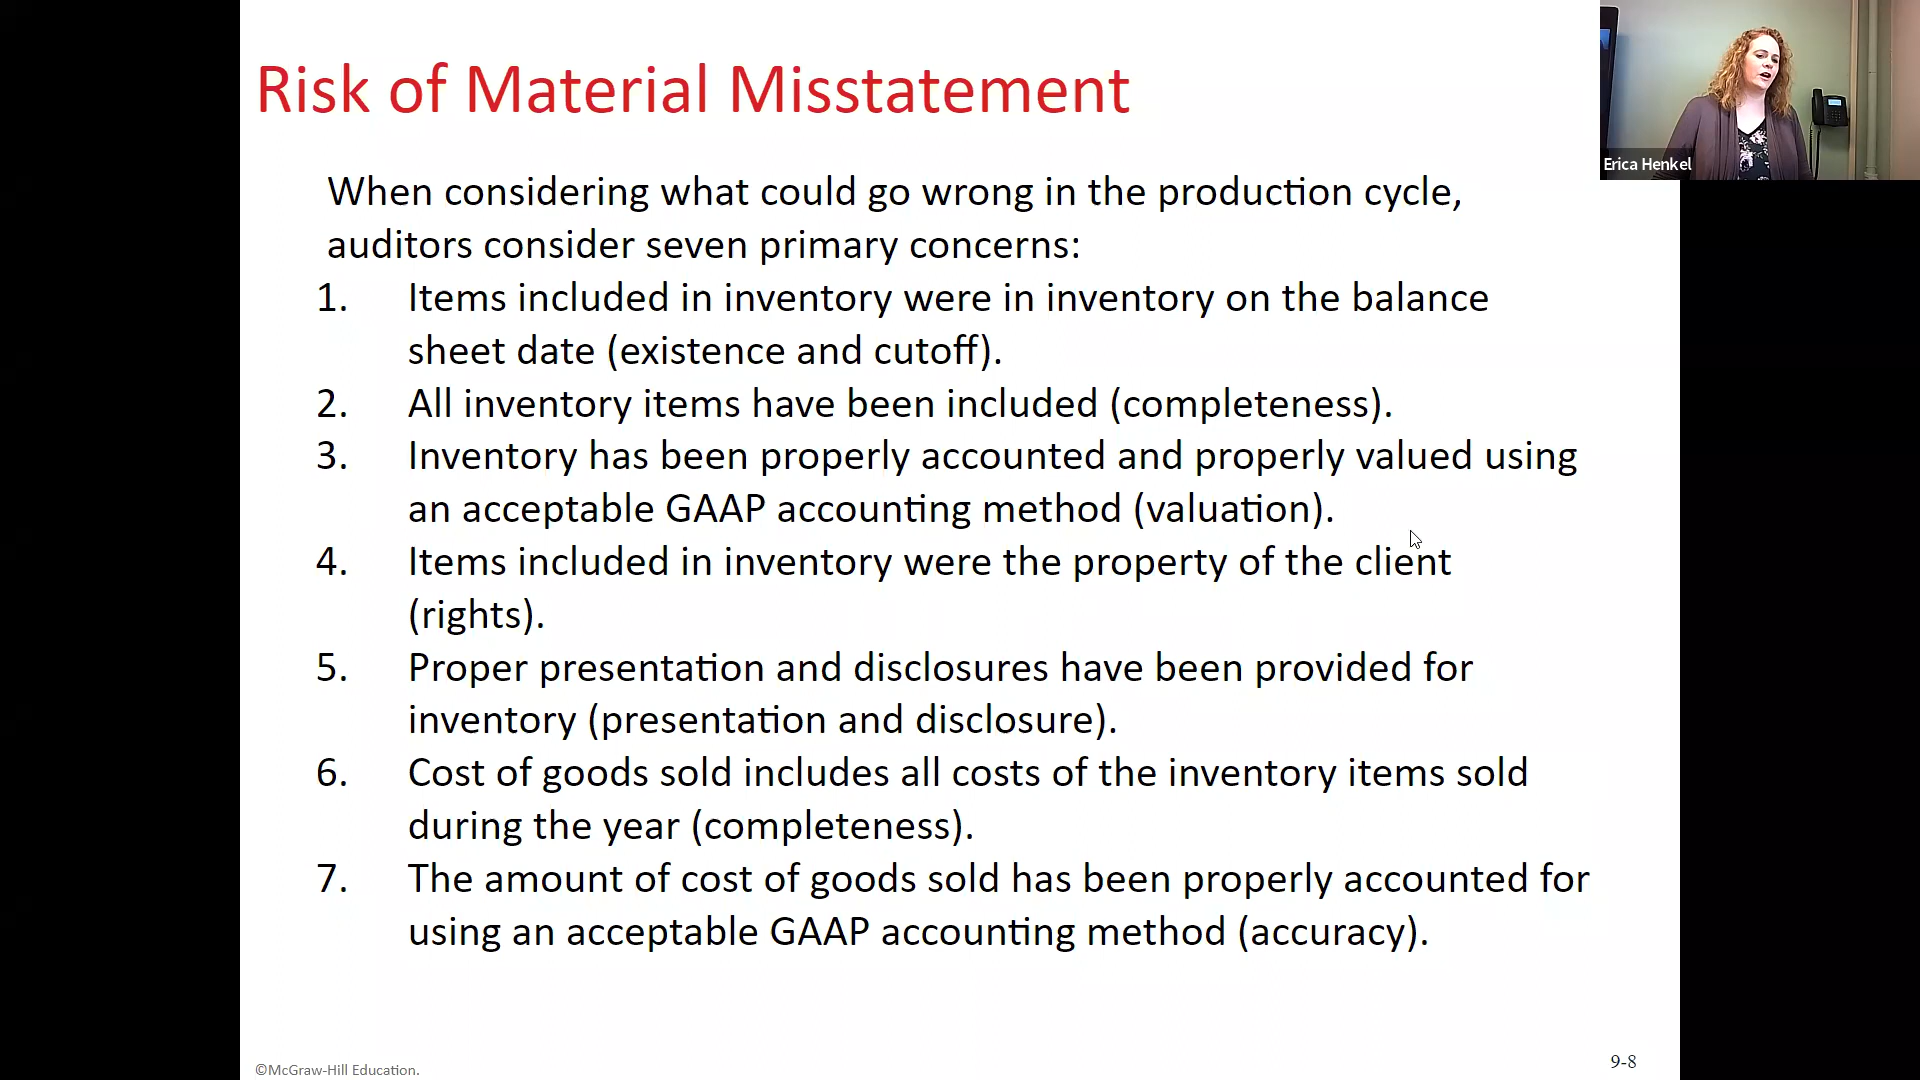 Risk of Material Misstatement
Erica Henkel
When considering what could go wrong in the production cycle,
auditors consider seven primary concerns:
1. Items included in inventory were in inventory on the balance
sheet date (existence and cutoff).
2. All inventory items have been included (completeness).
3. Inventory has been properly accounted and properly valued using
an acceptable GAAP accounting method (valuation).
4. Items included in inventory were the property of the client
(rights).
5. Proper presentation and disclosures have been provided for
inventory (presentation and disclosure).
6. Cost of goods sold includes all costs of the inventory items sold
during the year (completeness).
7. The amount of cost of goods sold has been properly accounted for
using an acceptable GAAP accounting method (accuracy).
©McGraw-Hill Education.
9-8